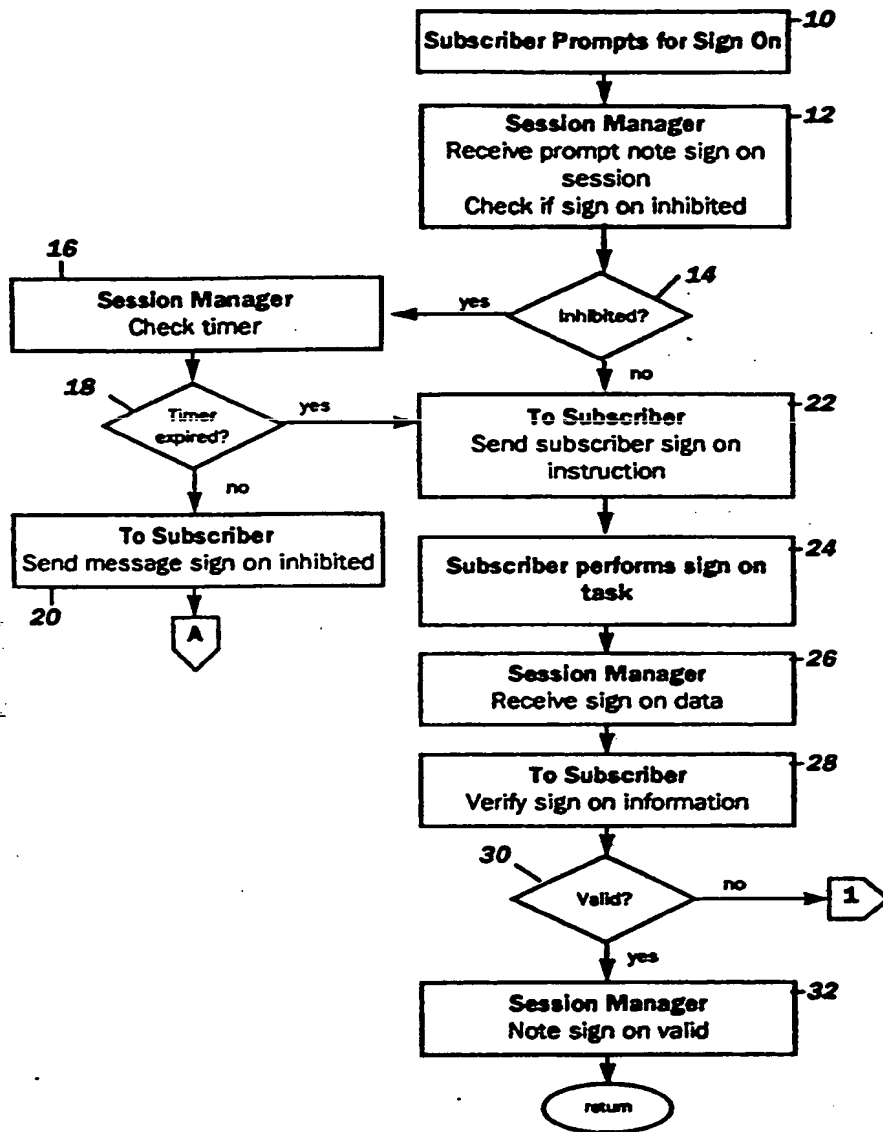 10
Subscriber Prompts for Sign On
12
Session Manager
Receive prompt note sign on
session
Check if sign on inhibited
14
Inhibited?
yes
no
16
Session Manager
Check timer
18
Timer
expired?
yes
no
To Subscriber
Send message sign on inhibited
20
A
22
To Subscriber
Send subscriber sign on
instruction
24
Subscriber performs sign on
task
26
Session Manager
Receive sign on data
28
To Subscriber
Verify sign on information
30
Valid?
no
1
yes
32
Session Manager
Note sign on valid
return